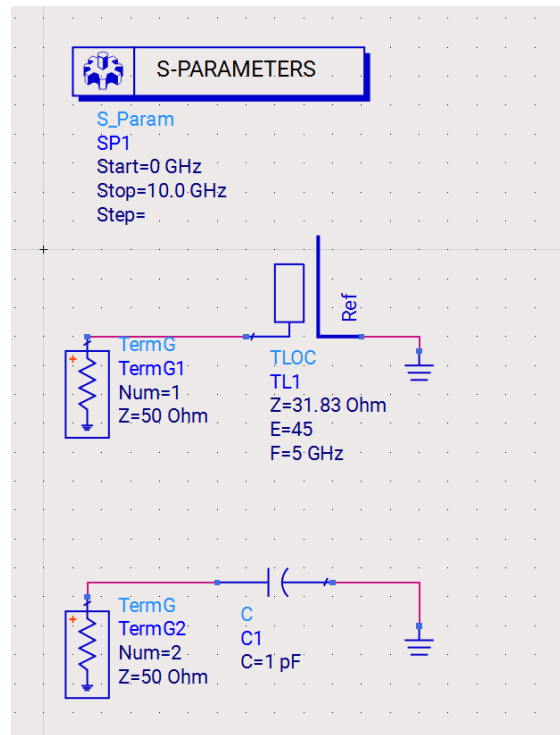 S-PARAMETERS
S_Param
SP1
Start=0 GHz
Stop=10.0 GHz
Step=
Ref
TermG
TermG1
Num=1
Z=50 Ohm
TLOC
TL1
Z=31.83 Ohm
E=45
F=5 GHz
TermG
TermG2
Num=2
Z=50 Ohm
C
C1
C=1 pF